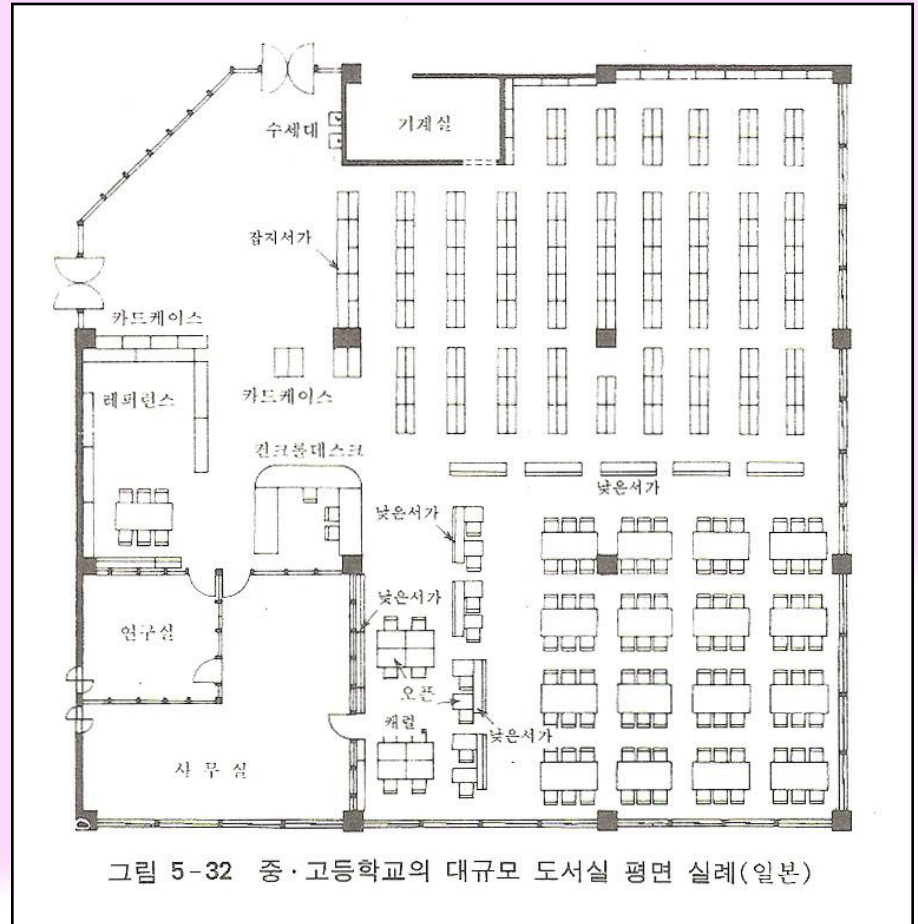 수세대
기계실
잡지서가
카드케이스
레퍼런스
카드케이스
컨크롤데스크
낮은서가
낮은서가
낮은서가
연구실
오픈
캐럴
낮은서가
사무실
그림 5-32 중·고등학교의 대규모 도서실 평면 실례(일본)